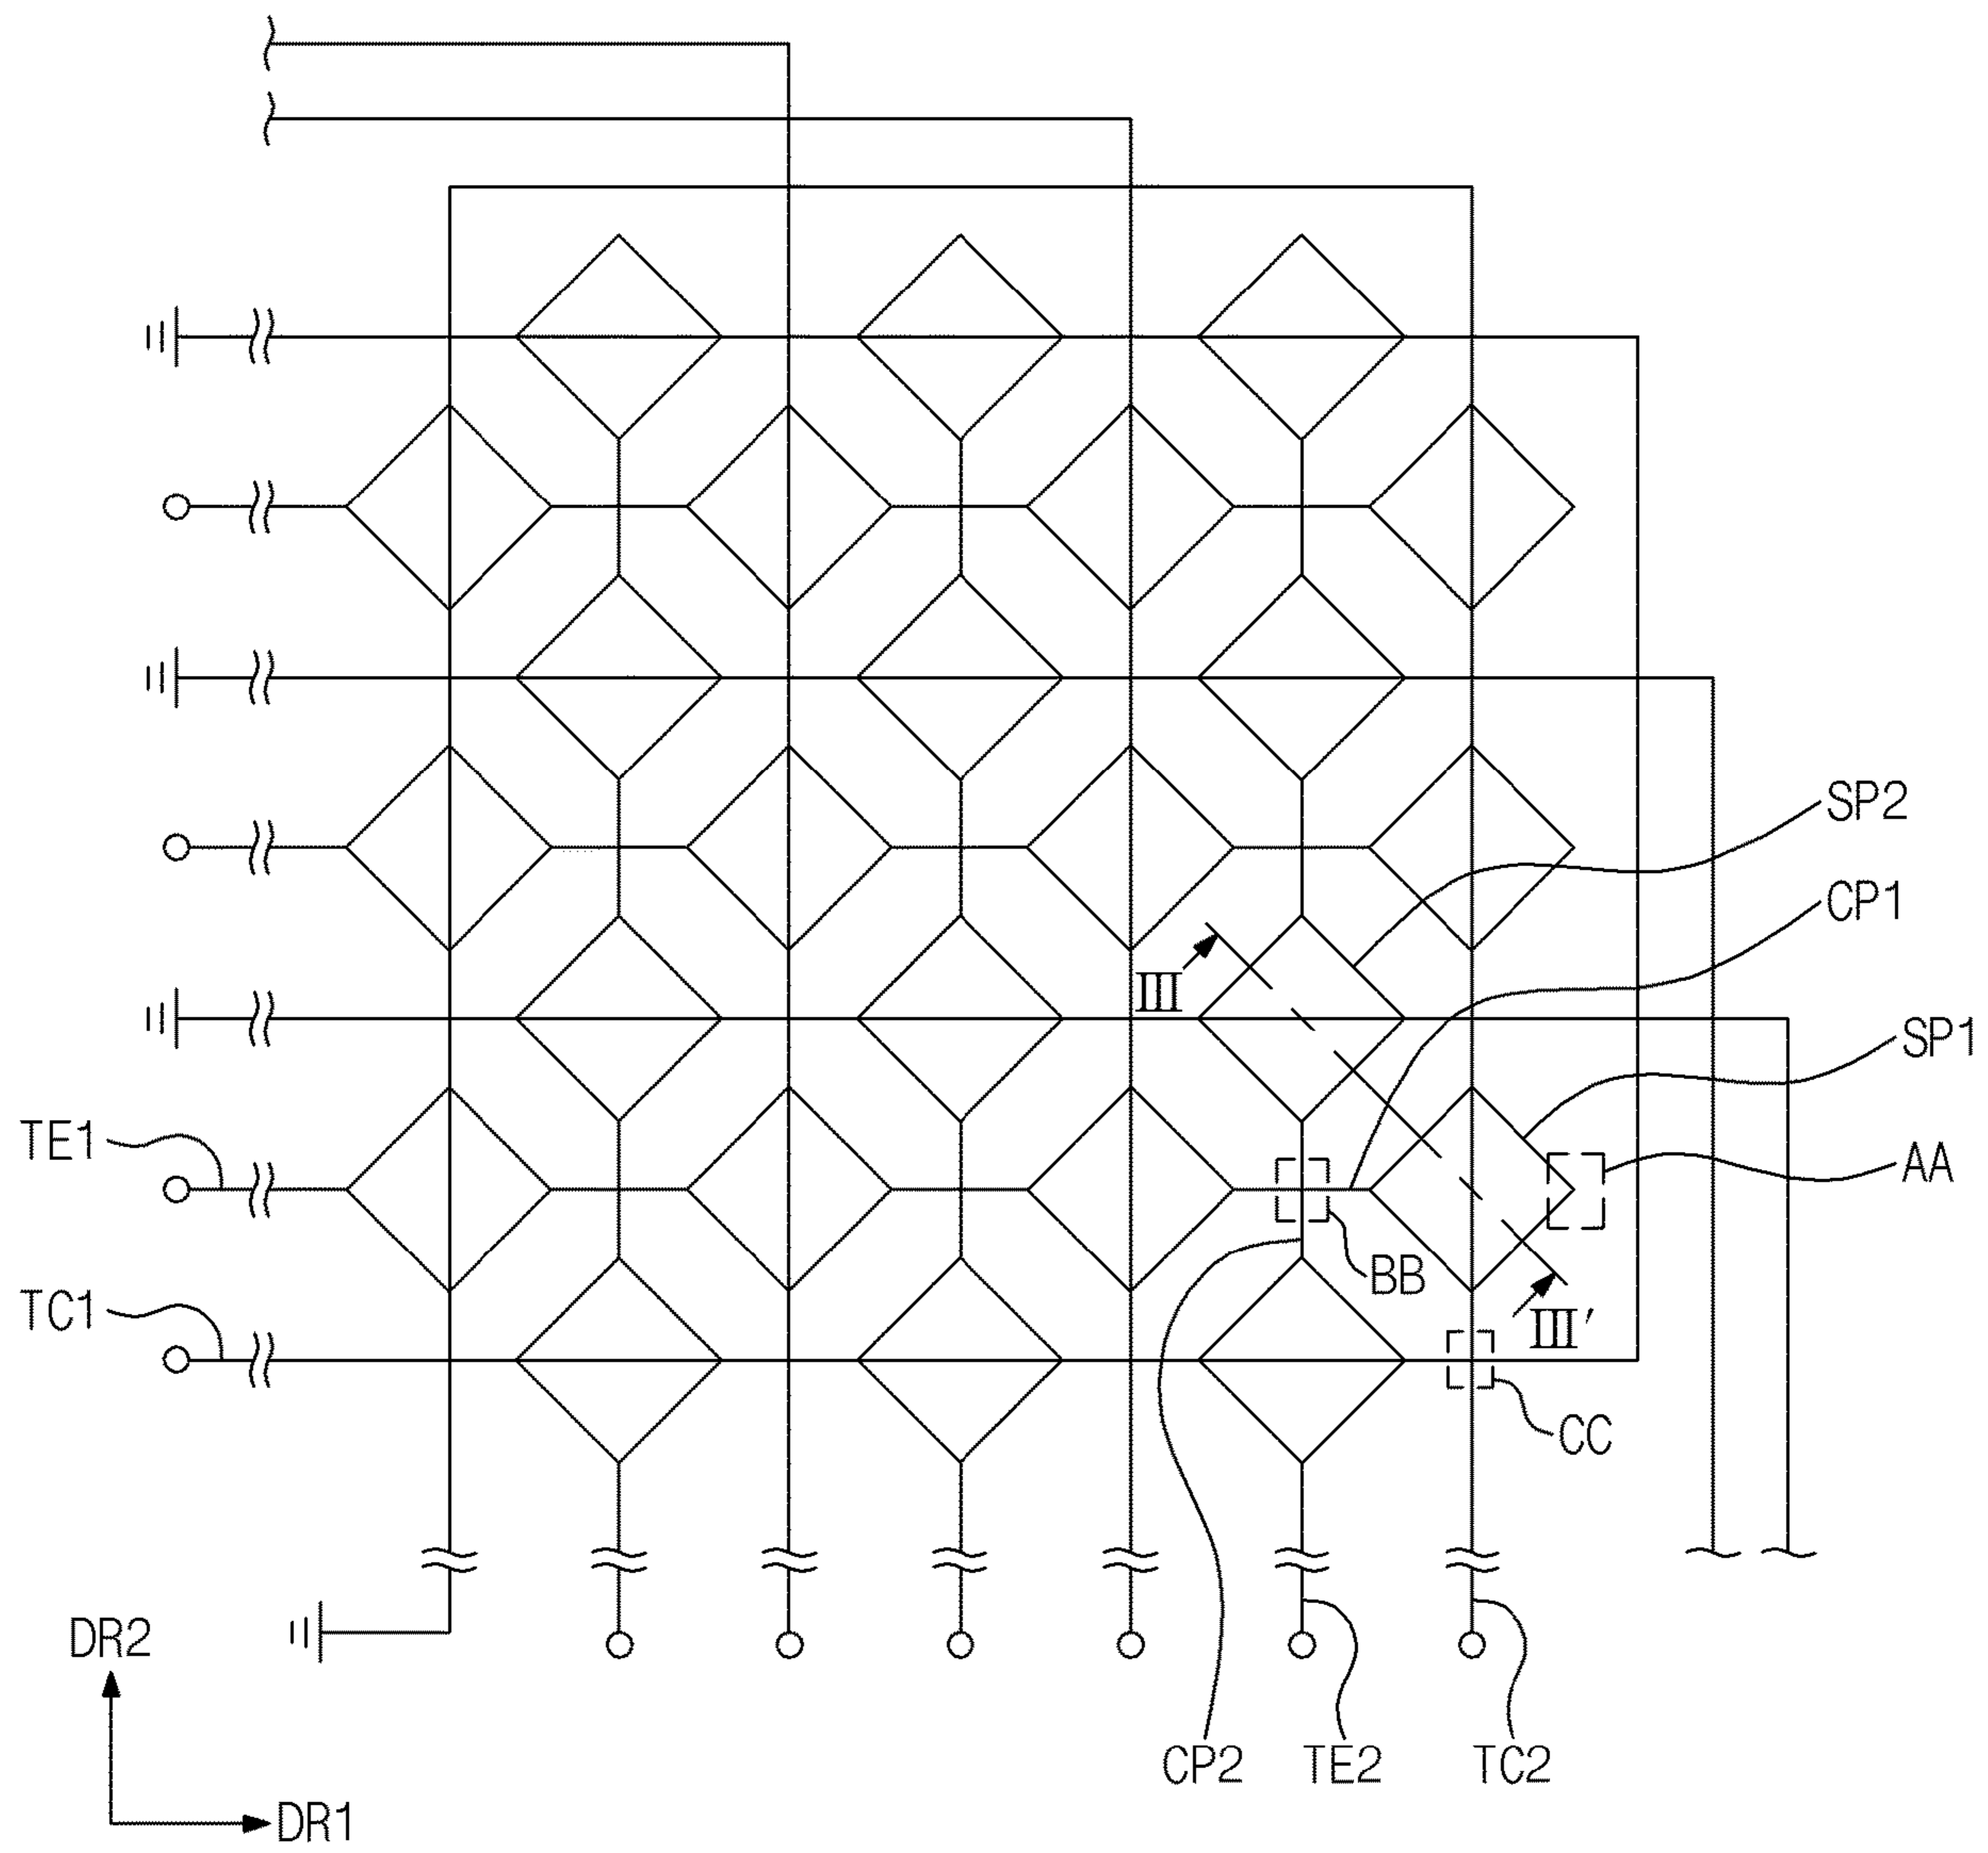 SP2
CP1
III
SP1
TE1
AA
BB
TC1
III'
CC
DR2
CP2 TE2 TC2
DR1